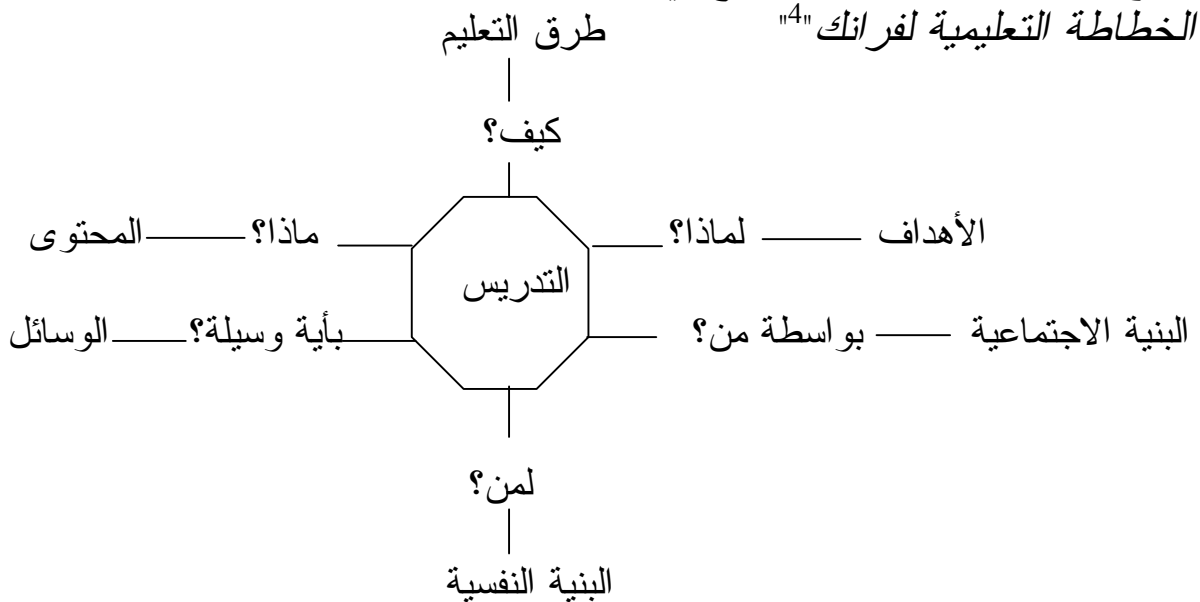 الخطاطة التعليمية لفرانك"4"
طرق التعليم
كيف؟
الأهداف لماذا؟ ماذا؟ المحتوى
التدريس
البنية الاجتماعية بواسطة من؟ بأية وسيلة؟ الوسائل
لمن؟
البنية النفسية